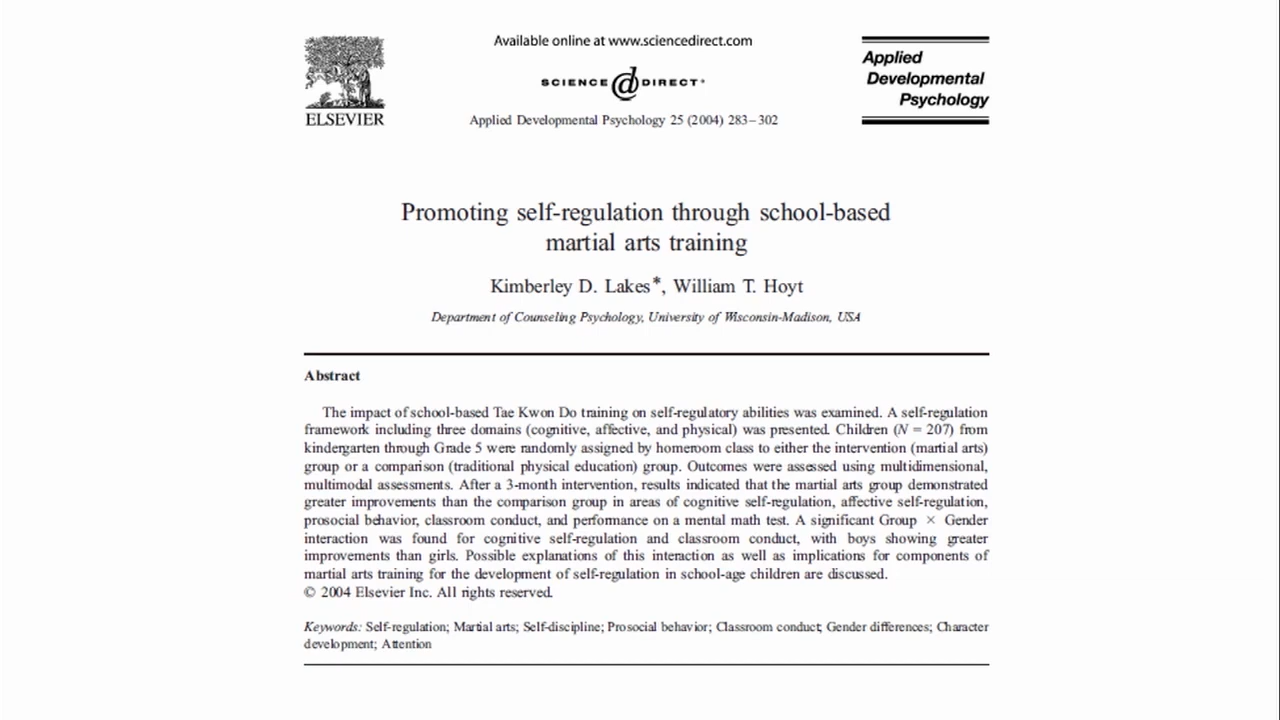 Available online at www.sciencedirect.com
SCIENCE @ DIRECT®
ELSEVIER
Applied
Developmental
Psychology
Applied Developmental Psychology 25 (2004) 283–302
Promoting self-regulation through school-based
martial arts training
Kimberley D. Lakes*, William T. Hoyt
Department of Counseling Psychology, University of Wisconsin-Madison, USA
Abstract
The impact of school-based Tae Kwon Do training on self-regulatory abilities was examined. A self-regulation
framework including three domains (cognitive, affective, and physical) was presented. Children (N = 207) from
kindergarten through Grade 5 were randomly assigned by homeroom class to either the intervention (martial arts)
group or a comparison (traditional physical education) group. Outcomes were assessed using multidimensional,
multimodal assessments. After a 3-month intervention, results indicated that the martial arts group demonstrated
greater improvements than the comparison group in areas of cognitive self-regulation, affective self-regulation,
prosocial behavior, classroom conduct, and performance on a mental math test. A significant Group × Gender
interaction was found for cognitive self-regulation and classroom conduct, with boys showing greater
improvements than girls. Possible explanations of this interaction as well as implications for components of
martial arts training for the development of self-regulation in school-age children are discussed.
© 2004 Elsevier Inc. All rights reserved.
Keywords: Self-regulation; Martial arts; Self-discipline; Prosocial behavior; Classroom conduct; Gender differences; Character
development; Attention